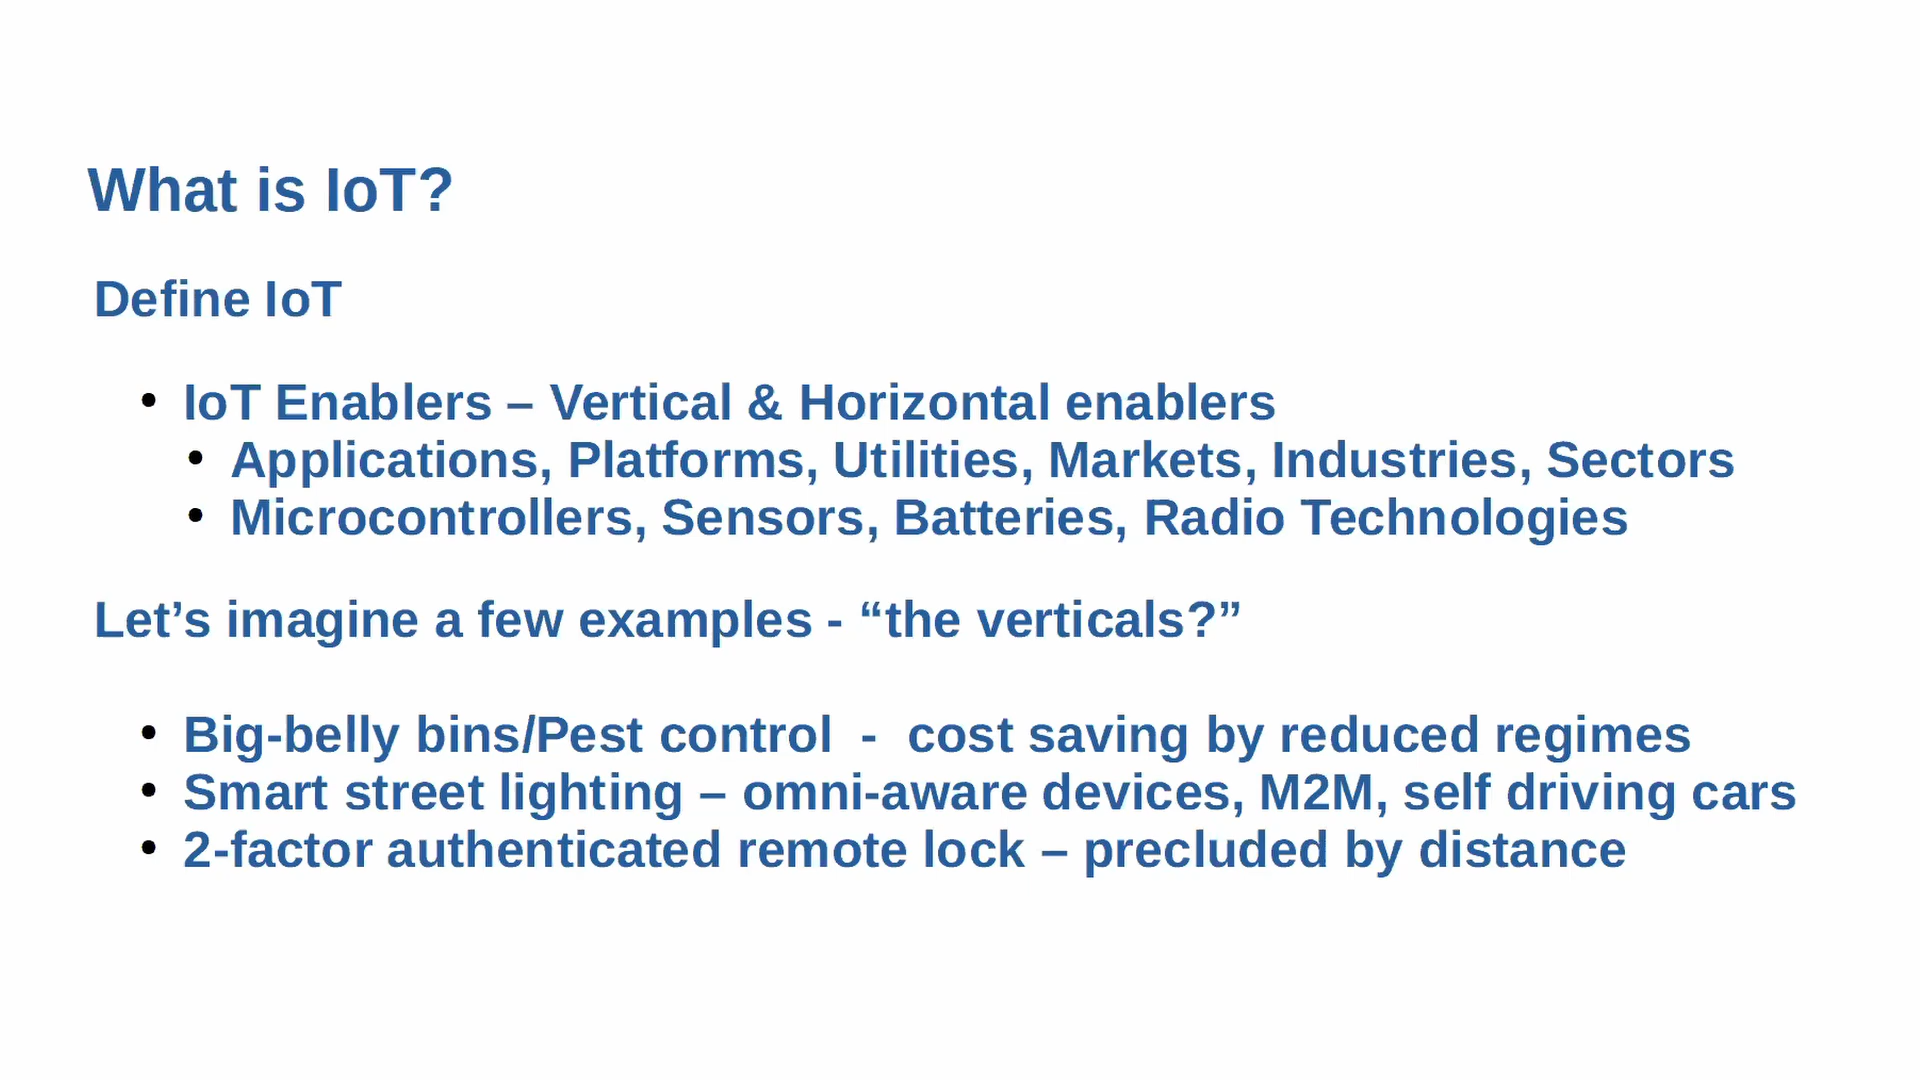 What is IoT?
Define IoT
• IoT Enablers – Vertical & Horizontal enablers
• Applications, Platforms, Utilities, Markets, Industries, Sectors
• Microcontrollers, Sensors, Batteries, Radio Technologies
Let’s imagine a few examples - “the verticals?”
• Big-belly bins/Pest control  -  cost saving by reduced regimes
• Smart street lighting – omni-aware devices, M2M, self driving cars
• 2-factor authenticated remote lock – precluded by distance